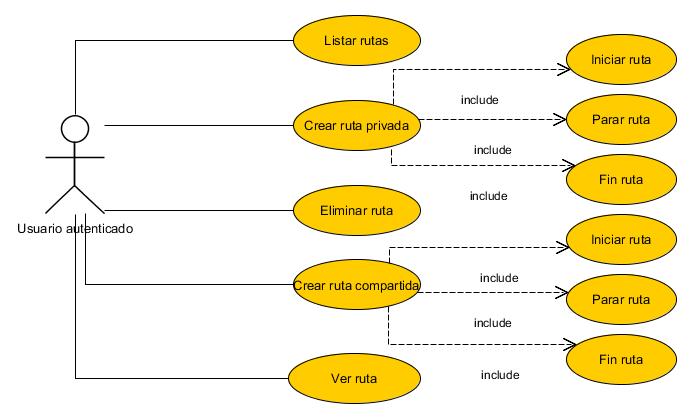 Listar rutas
Iniciar ruta
include
Crear ruta privada
Parar ruta
include
Fin ruta
include
Eliminar ruta
Usuario autenticado
Iniciar ruta
include
Crear ruta compartida
Parar ruta
include
Fin ruta
include
Ver ruta